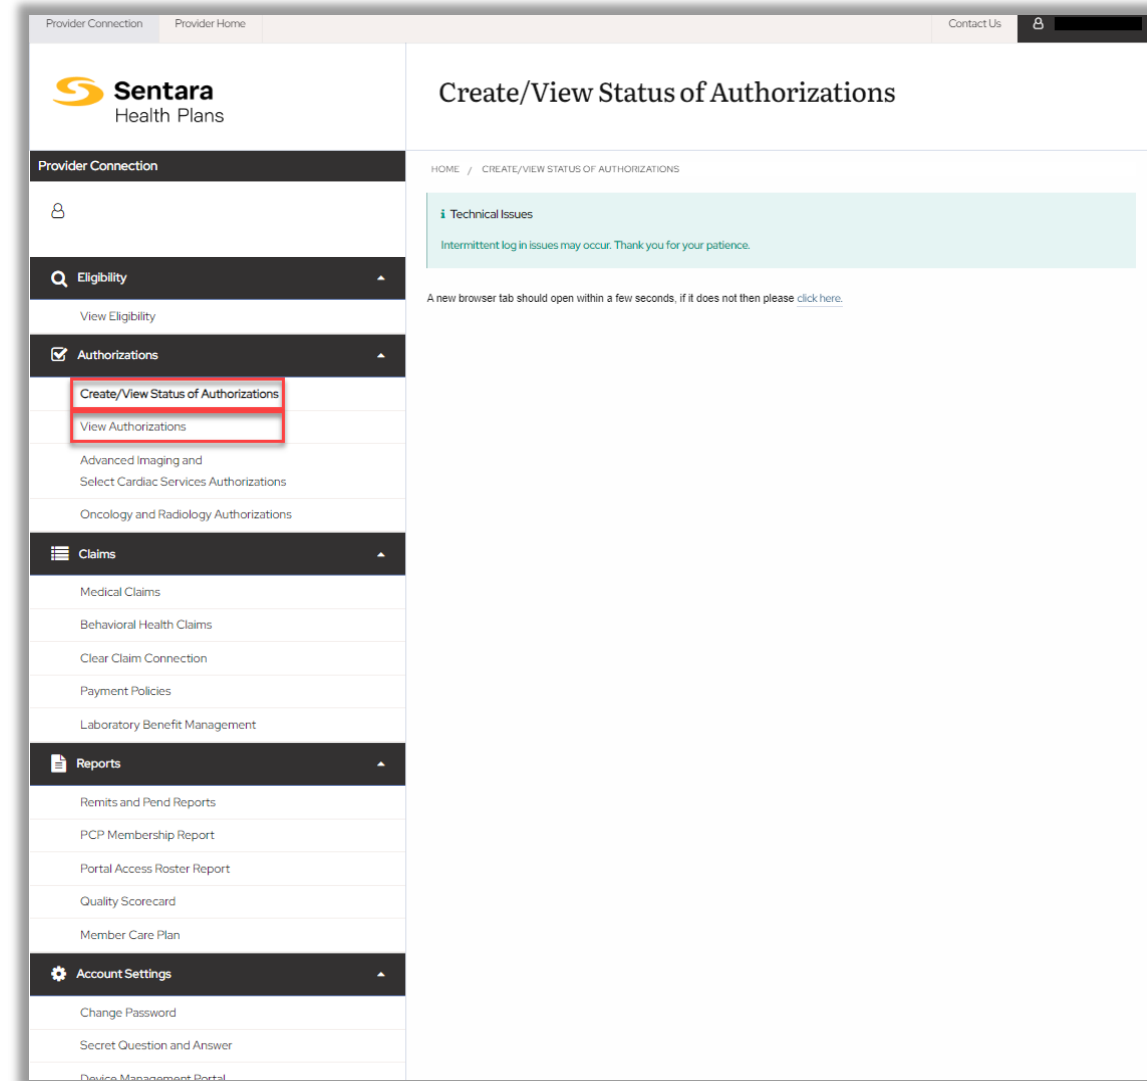 Provider Connection
Provider Home
Contact Us
Sentara
Health Plans
Create/View Status of Authorizations
Provider Connection
HOME / CREATE/VIEW STATUS OF AUTHORIZATIONS
i Technical Issues
Intermittent log in issues may occur. Thank you for your patience.
A new browser tab should open within a few seconds, if it does not then please click here.
Eligibility
View Eligibility
Authorizations
Create/View Status of Authorizations
View Authorizations
Advanced Imaging and
Select Cardiac Services Authorizations
Oncology and Radiology Authorizations
Claims
Medical Claims
Behavioral Health Claims
Clear Claim Connection
Payment Policies
Laboratory Benefit Management
Reports
Remits and Pend Reports
PCP Membership Report
Portal Access Roster Report
Quality Scorecard
Member Care Plan
Account Settings
Change Password
Secret Question and Answer
Device Management Portal